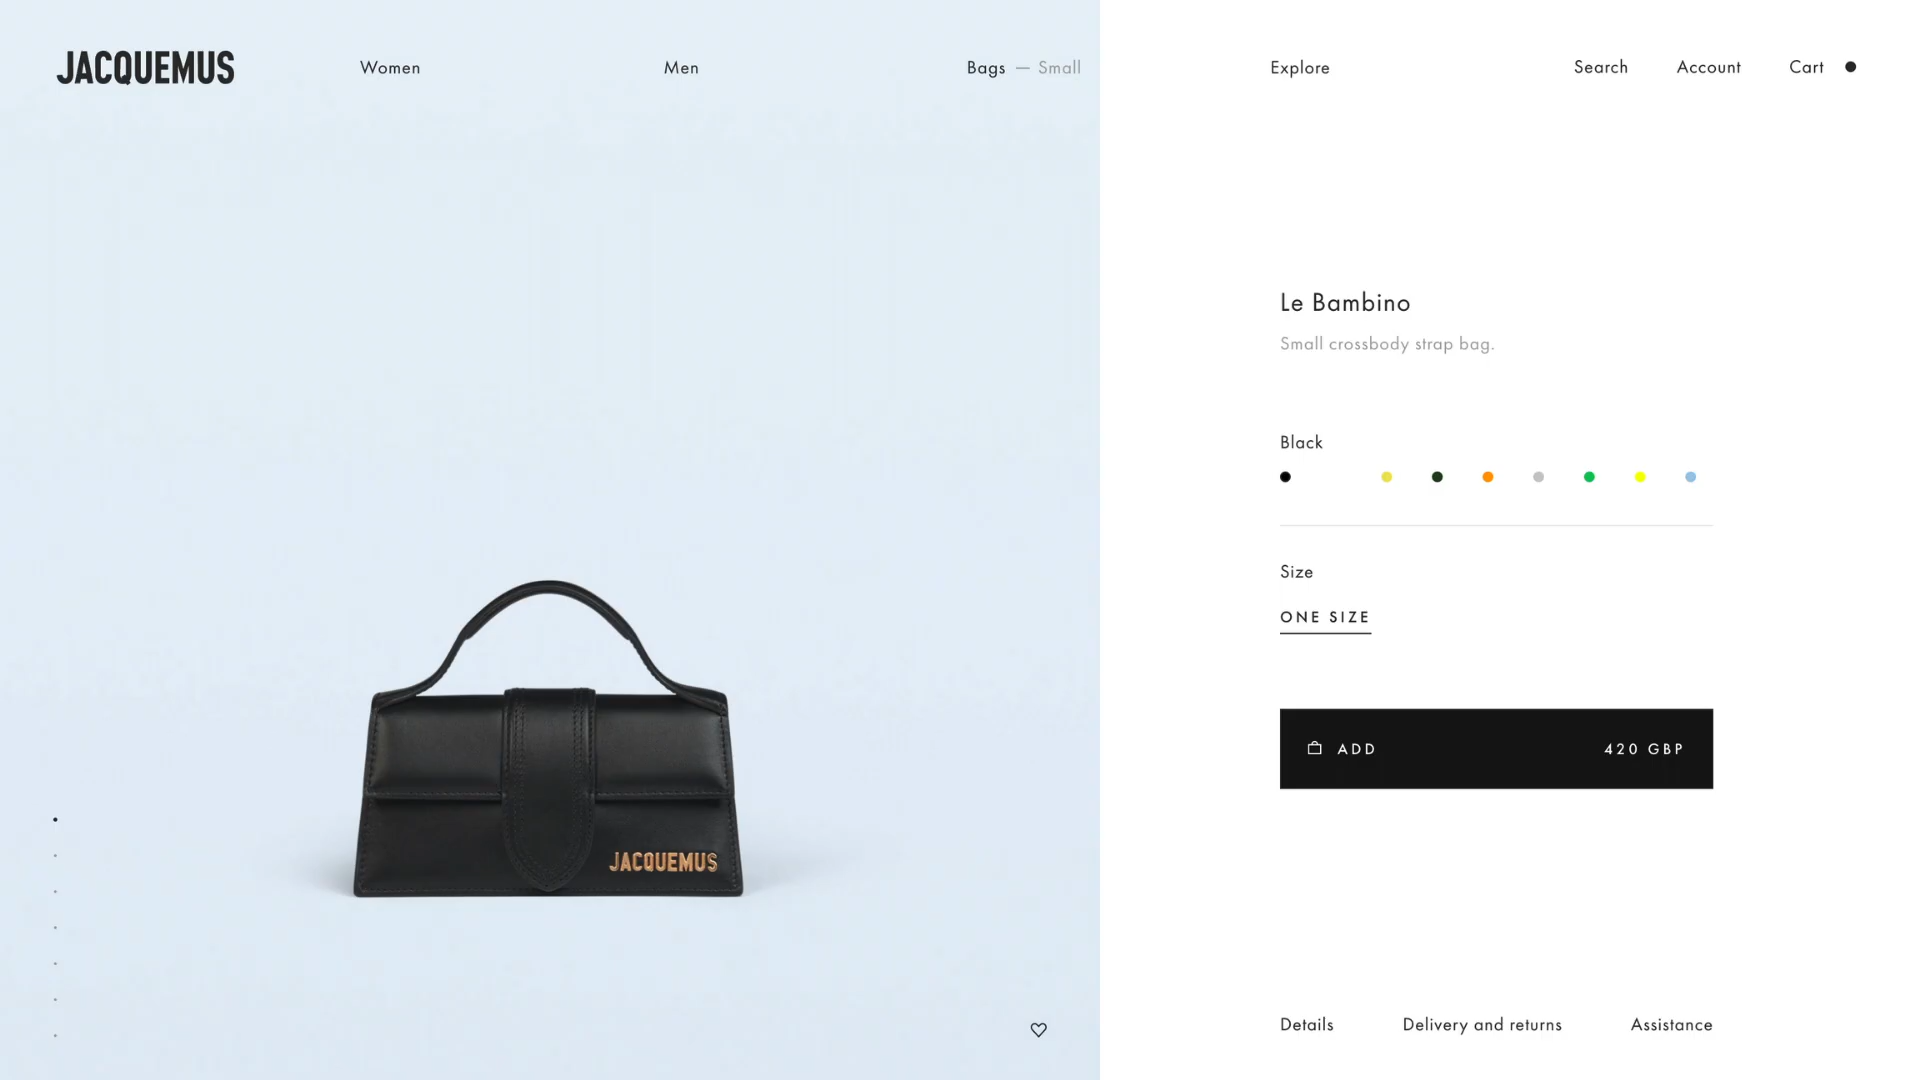 JACQUEMUS
Women
Men
Bags — Small
Explore
Search
Account
Cart
Le Bambino
Small crossbody strap bag.
Black
Size
ONE SIZE
ADD
420 GBP
JACQUEMUS
Details
Delivery and returns
Assistance